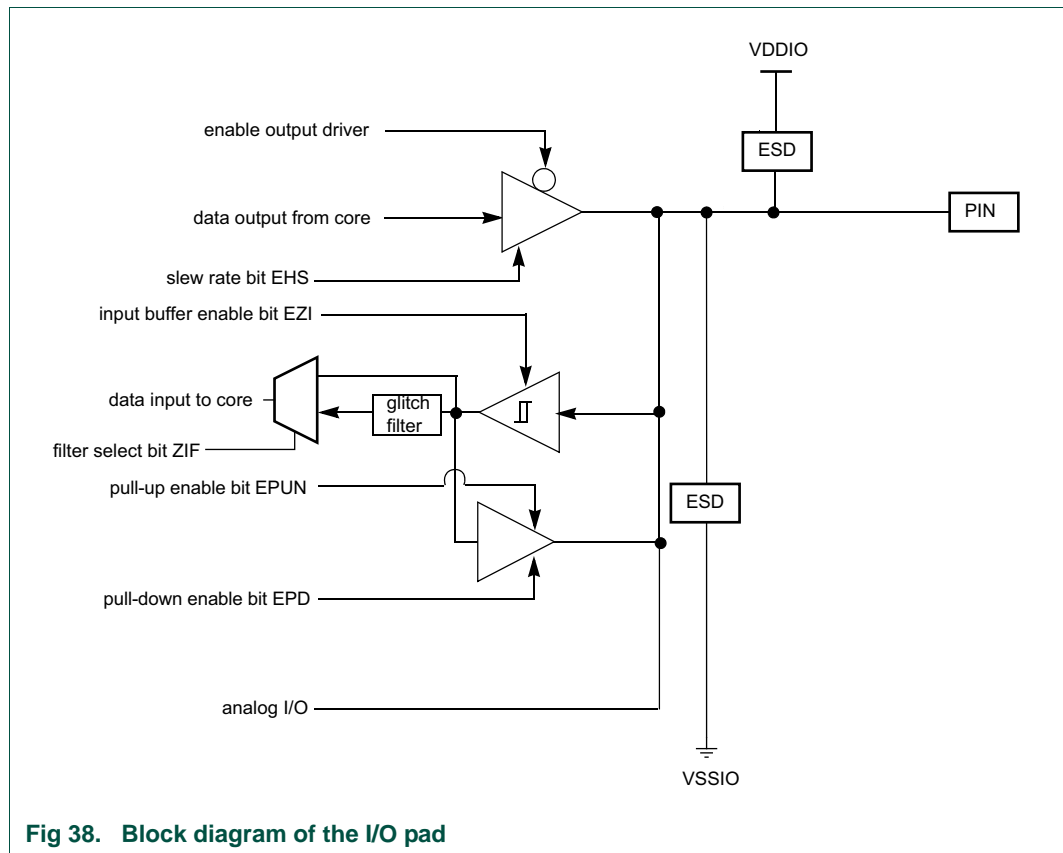 VDDIO
enable output driver
ESD
data output from core
PIN
slew rate bit EHS
input buffer enable bit EZI
data input to core
glitch
filter
filter select bit ZIF
pull-up enable bit EPUN
ESD
pull-down enable bit EPD
analog I/O
VSSIO
Fig 38. Block diagram of the I/O pad